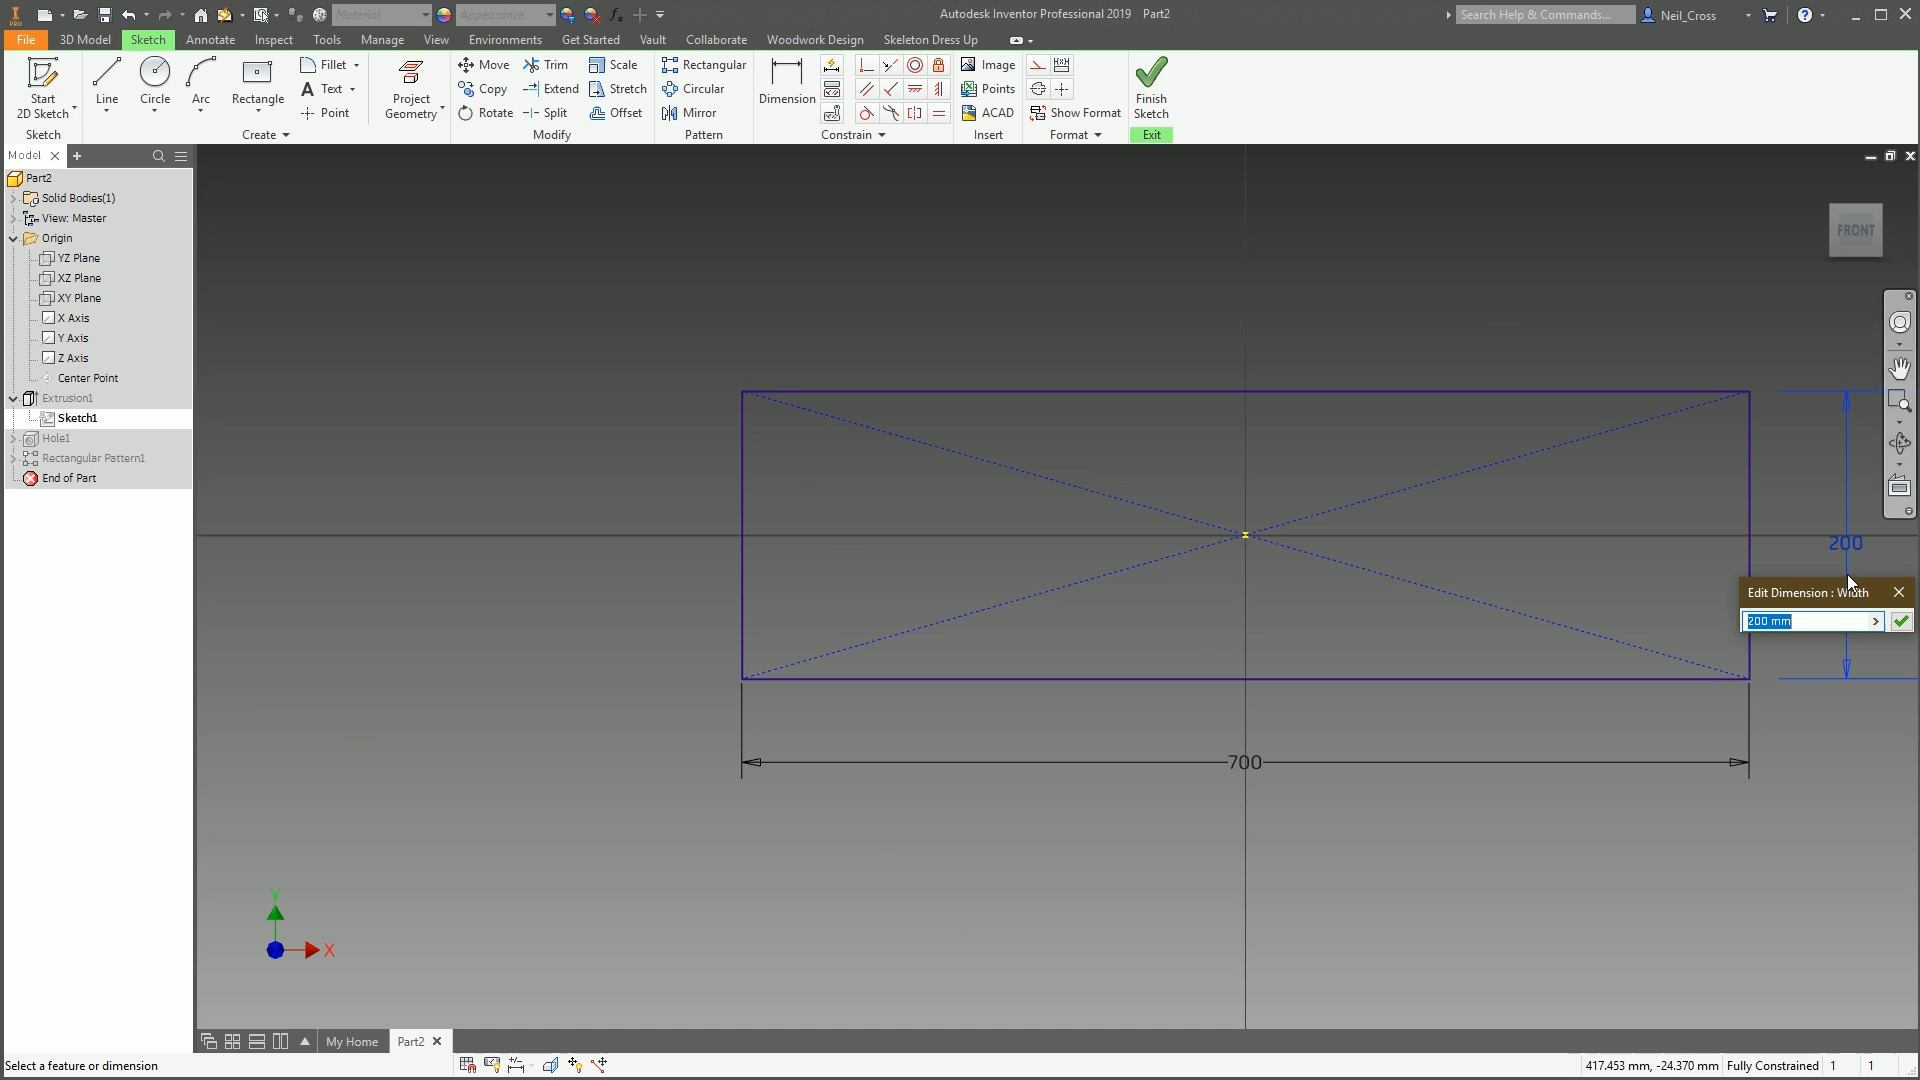 Material
Appearance
Autodesk Inventor Professional 2019 Part2
Search Help & Commands...
Neil_Cross
File 3D Model Sketch Annotate Inspect Tools Manage View Environments Get Started Vault Collaborate Woodwork Design Skeleton Dress Up
Start
2D Sketch
Sketch
Line
Circle
Arc
Rectangle
Fillet
Text
Point
Create
Project
Geometry
Move
Copy
Rotate
Trim
Extend
Split
Scale
Stretch
Offset
Modify
Rectangular
Circular
Mirror
Pattern
Dimension
Constrain
Image
Points
ACAD
Insert
Show Format
Format
Finish
Sketch
Exit
Model
Part2
Solid Bodies(1)
View: Master
Origin
YZ Plane
XZ Plane
XY Plane
X Axis
Y Axis
Z Axis
Center Point
Extrusion1
Sketch1
Hole1
Rectangular Pattern1
End of Part
FRONT
200
Edit Dimension : Width
200 mm
700
Y
X
My Home
Part2
Select a feature or dimension
417.453 mm, -24.370 mm Fully Constrained 1 1